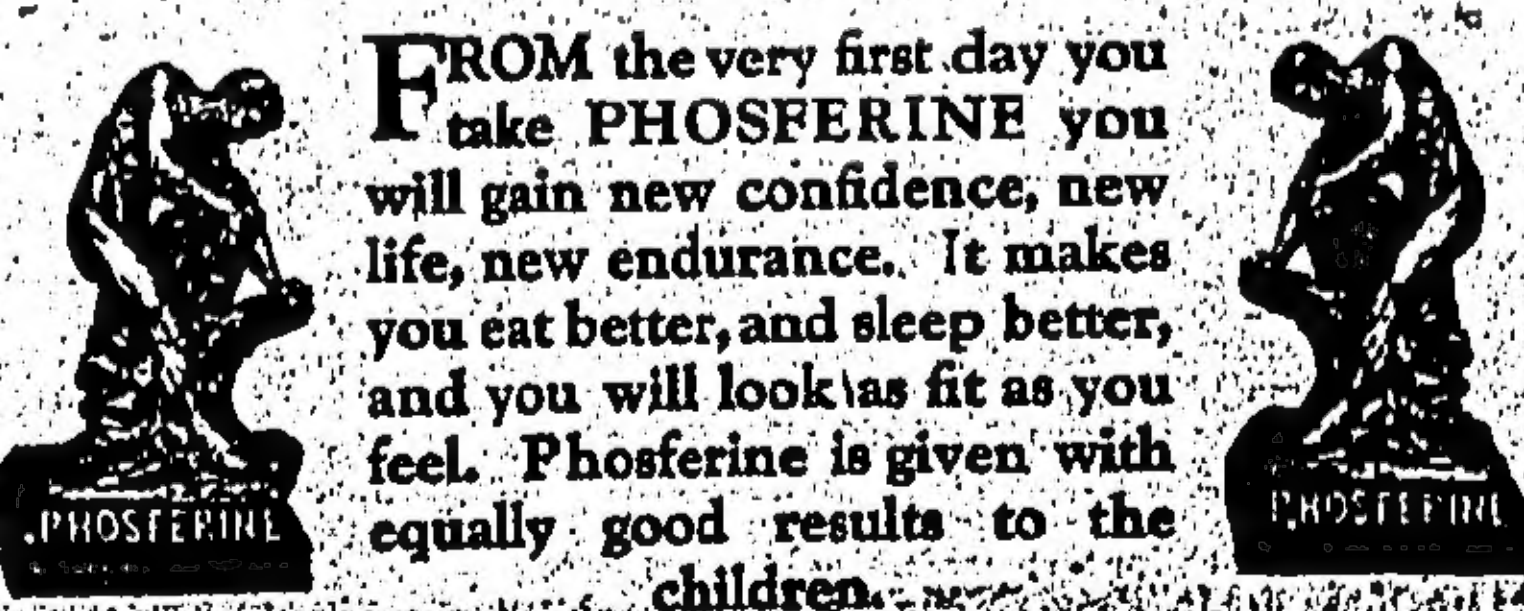 FROM the very first day you
take PHOSFERINE you
will gain new confidence, new
life, new endurance. It makes
you eat better, and sleep better,
and you will look as fit as you
feel. Phosferine is given with
equally good results to the
children.
PHOSFERINE
PHOSFERINE